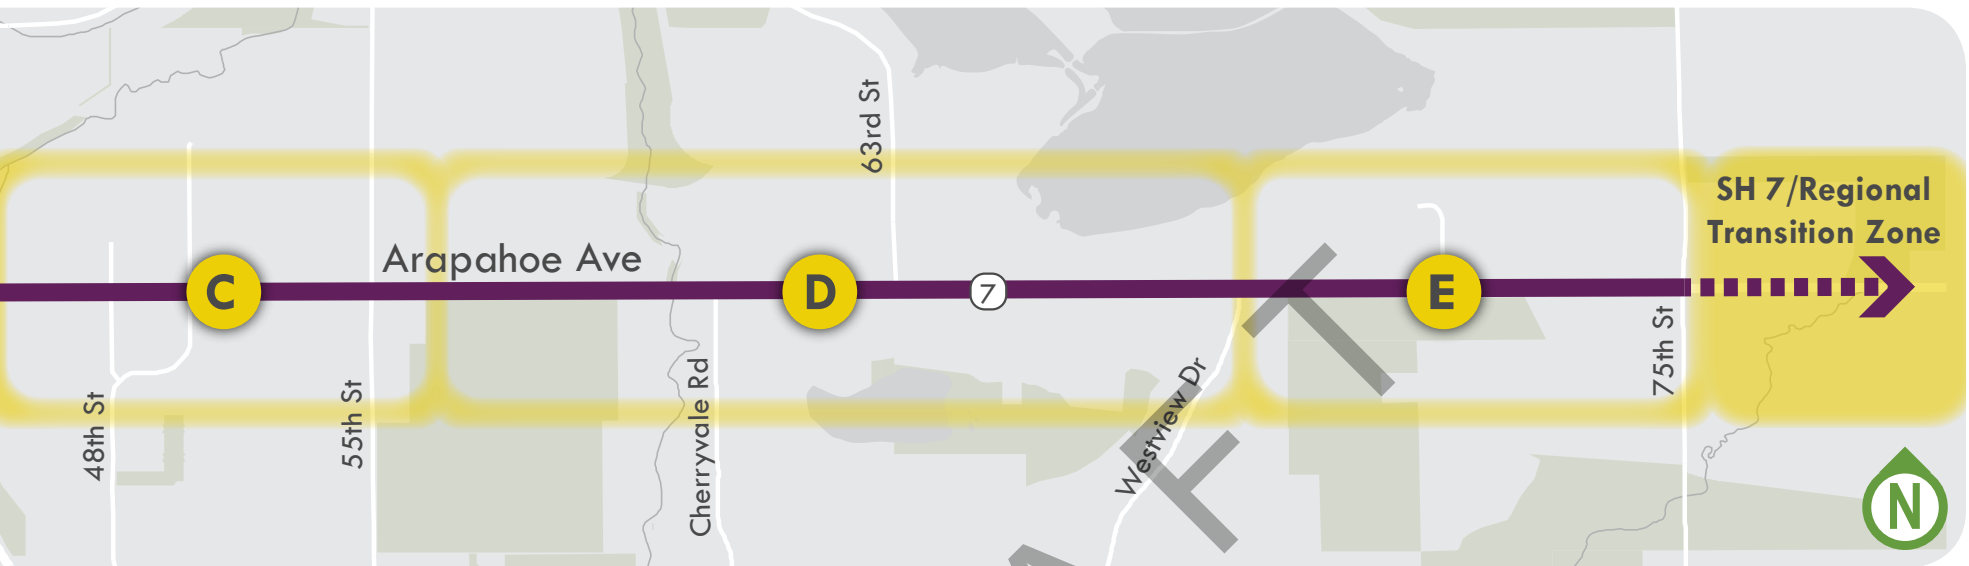 63rd St
SH 7/Regional
Transition Zone
Arapahoe Ave
C
D
7
E
48th St
55th St
Cherryvale Rd
Westview Dr
75th St
N